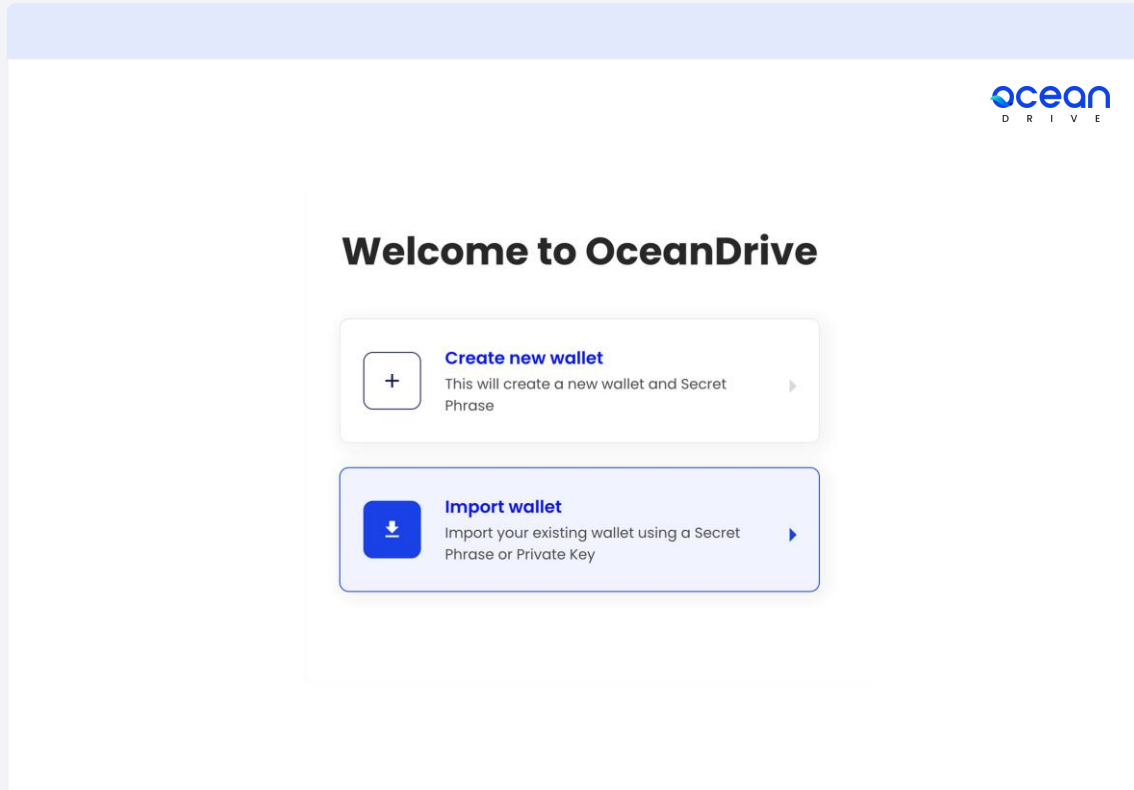 ocean
DRIVE
Welcome to OceanDrive
Create new wallet
This will create a new wallet and Secret
Phrase
Import wallet
Import your existing wallet using a Secret
Phrase or Private Key